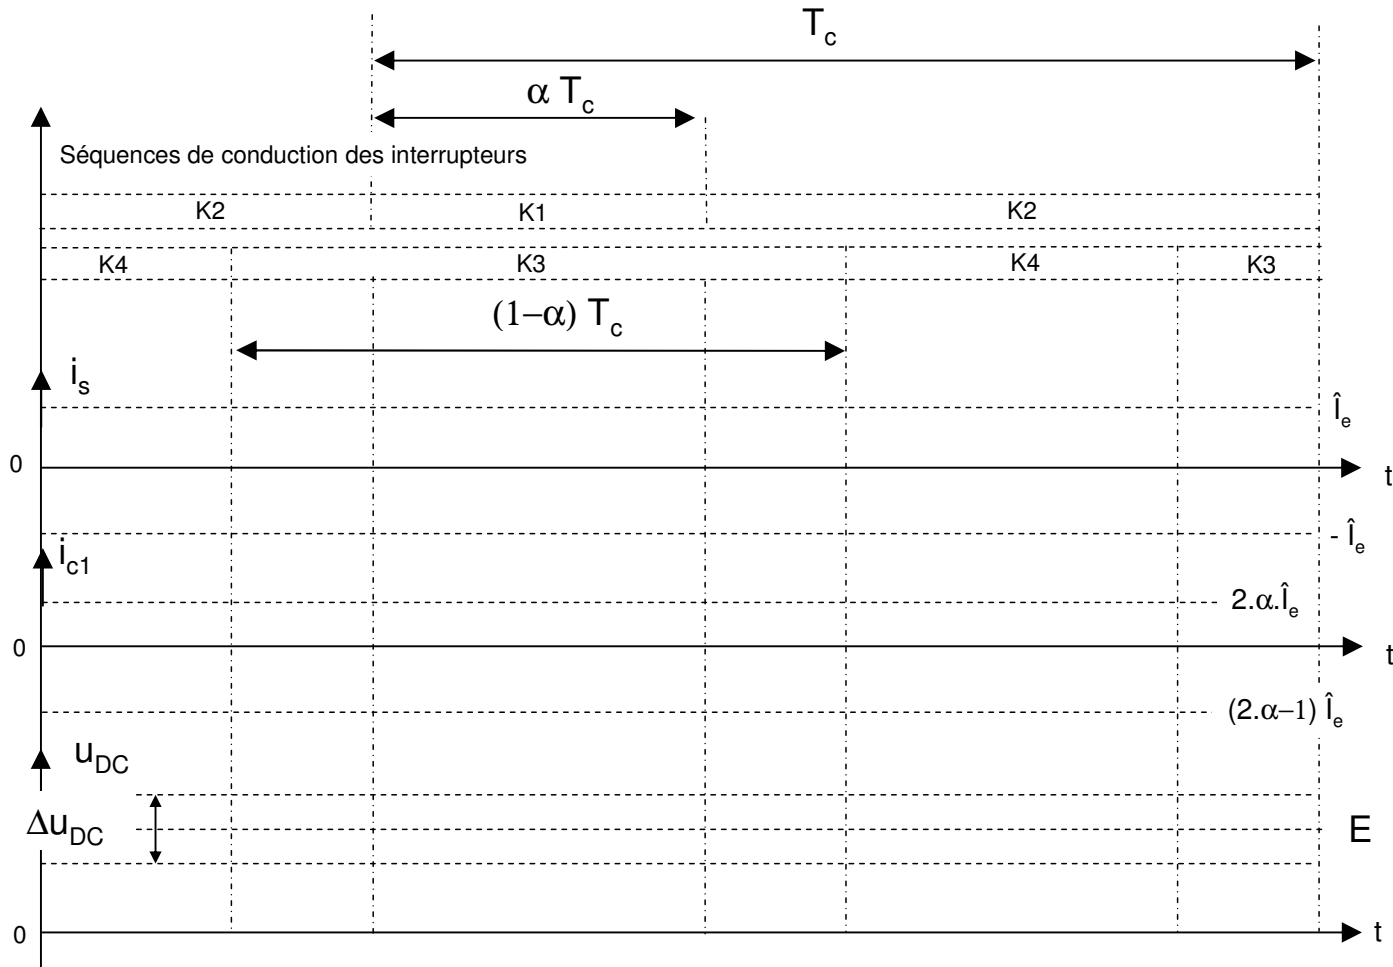 T_c
α T_c
Séquences de conduction des interrupteurs
K2 K1 K2
K4 K3 K4 K3
(1−α) T_c
i_s
Î_e
0
t
- Î_e
i_c1
2.α.Î_e
0
t
(2.α−1) Î_e
u_DC
Δu_DC
E
0
t